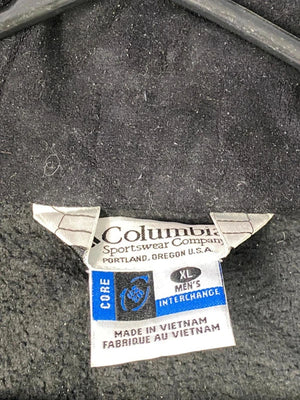 Columbia
Sportswear Company
PORTLAND, OREGON U.S.A.
CORE
XL
MEN'S
INTERCHANGE
MADE IN VIETNAM
FABRIQUE AU VIETNAM